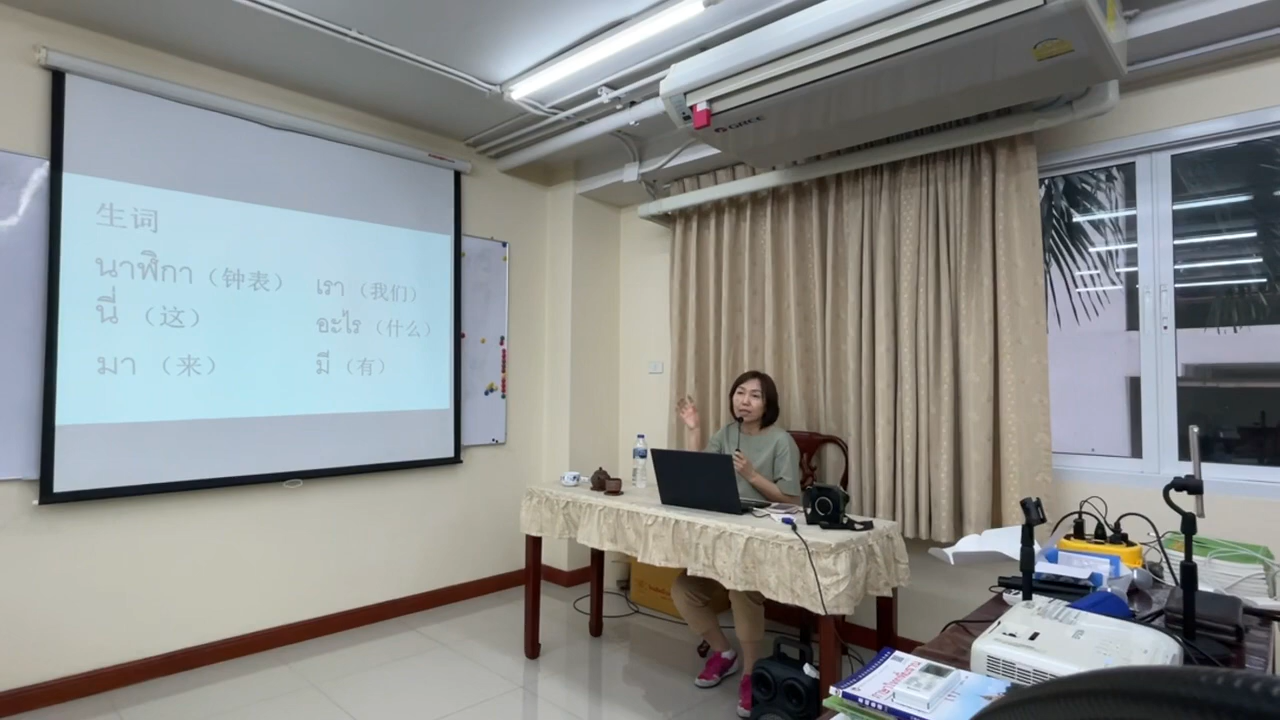 生词
นาฬิกา（钟表） เรา（我们）
นี่ （这） อะไร（什么）
มา （来） มี（有）
GREE